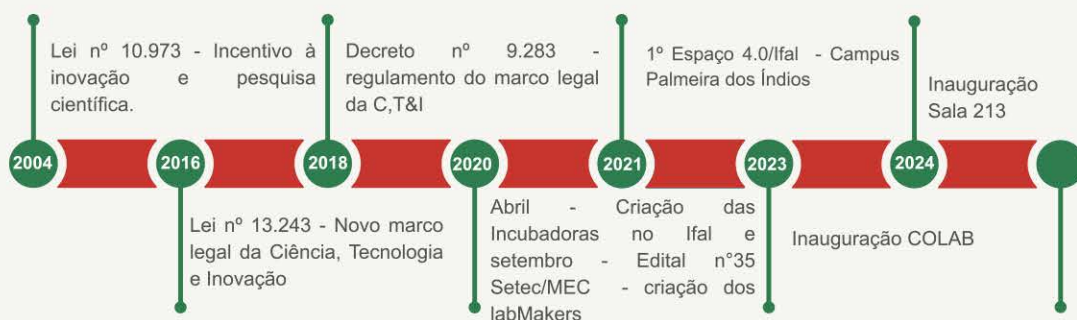 Lei nº 10.973 - Incentivo à
inovação e pesquisa
científica.
Decreto nº 9.283 -
regulamento do marco legal
da C,T&I
1º Espaço 4.0/Ifal - Campus
Palmeira dos Índios
Inauguração
Sala 213
2004
2016
2018
2020
2021
2023
2024
Lei nº 13.243 - Novo marco
legal da Ciência, Tecnologia
e Inovação
Abril - Criação das
Incubadoras no Ifal e
setembro - Edital n°35
Setec/MEC - criação dos
labMakers
Inauguração COLAB